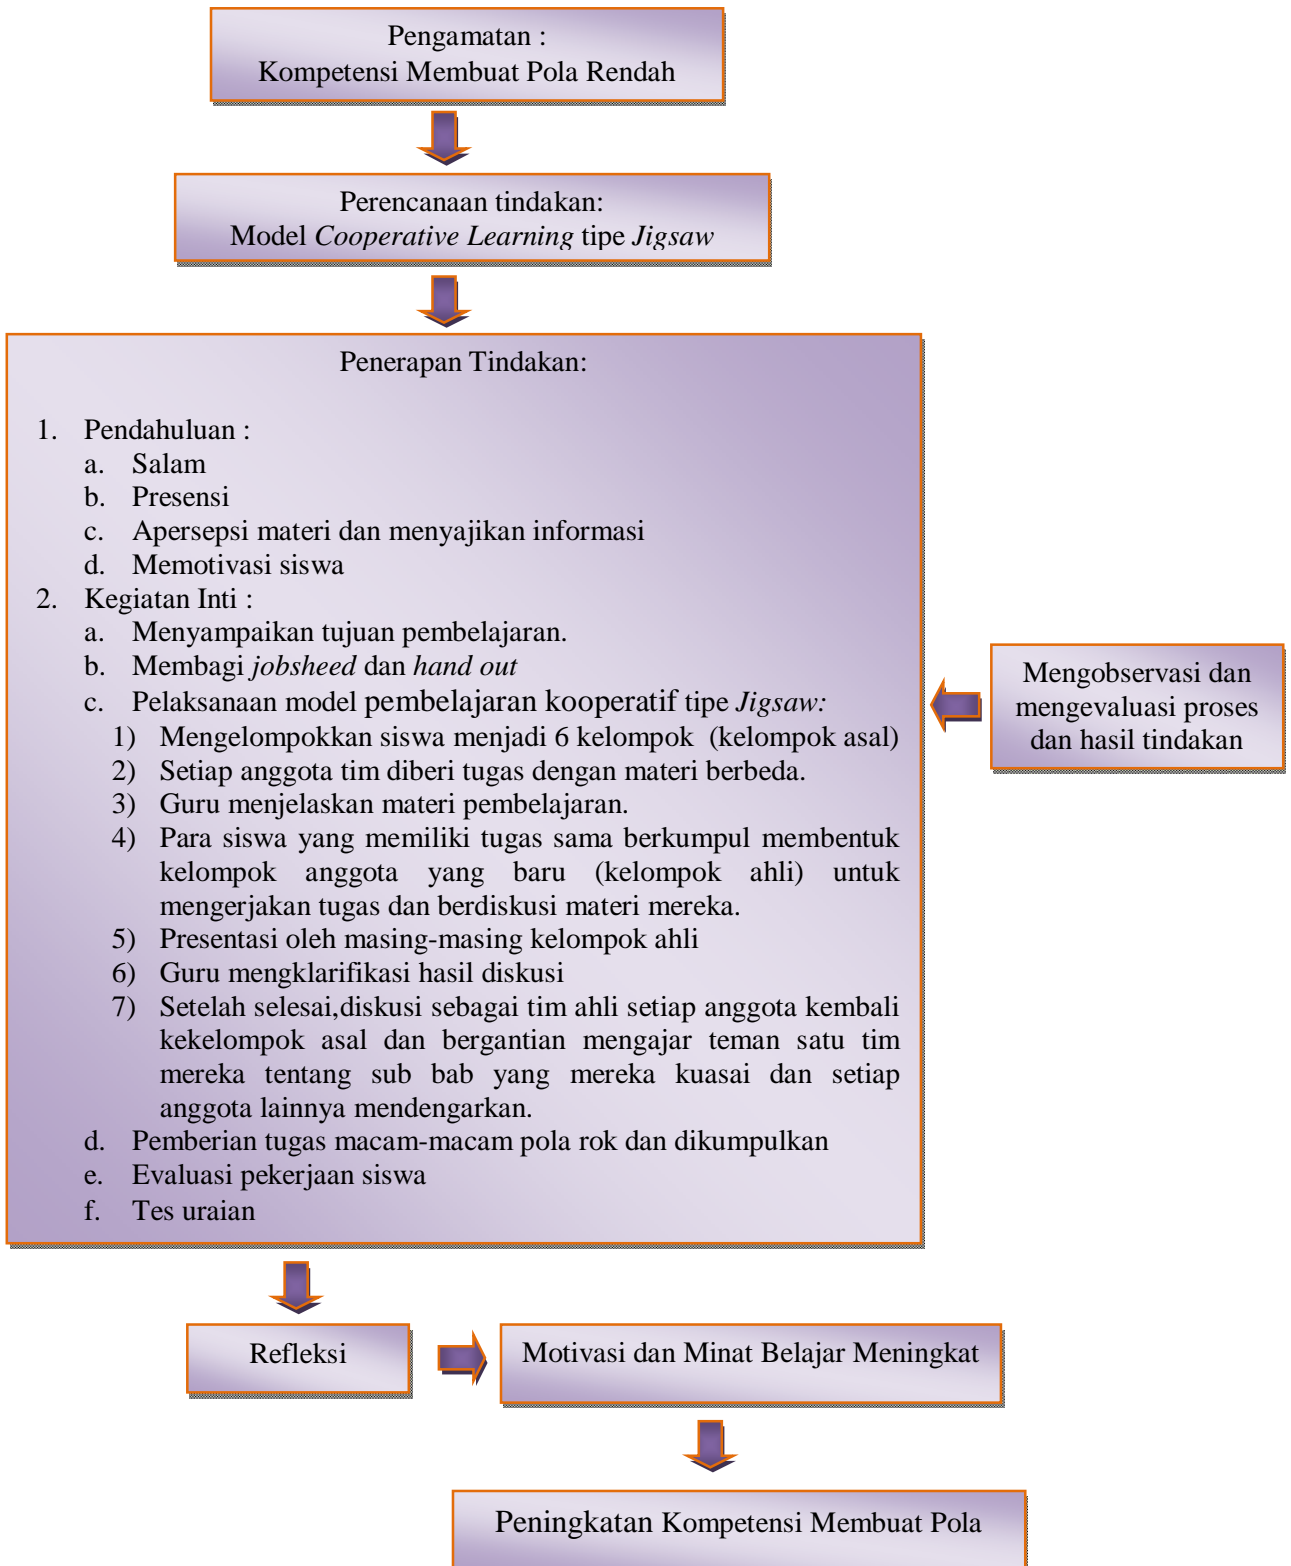 Pengamatan :
Kompetensi Membuat Pola Rendah
Perencanaan tindakan:
Model Cooperative Learning tipe Jigsaw
Penerapan Tindakan:
1. Pendahuluan :
a. Salam
b. Presensi
c. Apersepsi materi dan menyajikan informasi
d. Memotivasi siswa
2. Kegiatan Inti :
a. Menyampaikan tujuan pembelajaran.
b. Membagi jobsheed dan hand out
c. Pelaksanaan model pembelajaran kooperatif tipe Jigsaw:
1) Mengelompokkan siswa menjadi 6 kelompok (kelompok asal)
2) Setiap anggota tim diberi tugas dengan materi berbeda.
3) Guru menjelaskan materi pembelajaran.
4) Para siswa yang memiliki tugas sama berkumpul membentuk
kelompok anggota yang baru (kelompok ahli) untuk
mengerjakan tugas dan berdiskusi materi mereka.
5) Presentasi oleh masing-masing kelompok ahli
6) Guru mengklarifikasi hasil diskusi
7) Setelah selesai,diskusi sebagai tim ahli setiap anggota kembali
kekelompok asal dan bergantian mengajar teman satu tim
mereka tentang sub bab yang mereka kuasai dan setiap
anggota lainnya mendengarkan.
d. Pemberian tugas macam-macam pola rok dan dikumpulkan
e. Evaluasi pekerjaan siswa
f. Tes uraian
Mengobservasi dan
mengevaluasi proses
dan hasil tindakan
Refleksi
Motivasi dan Minat Belajar Meningkat
Peningkatan Kompetensi Membuat Pola